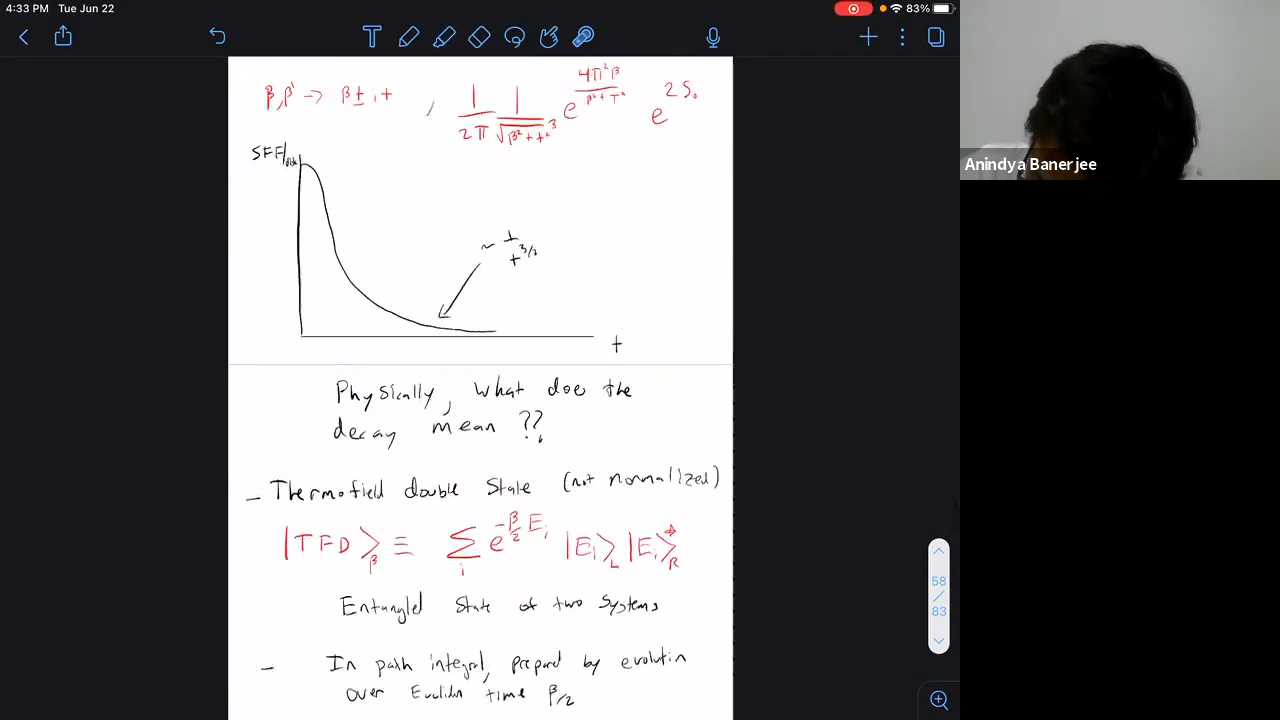 4:33 PM Tue Jun 22
83%
β, β' → β ± it , 1/2π 1/√(β²+t²)³ e^(4π²β/(β²+t²)) e^(2S₀)
SFF/disk
~ 1/t^(3/2)
t
Physically, what does the
decay mean ??
- Thermofield double State (not normalized)
|TFD⟩_β ≡ Σ_i e^(-β/2 E_i) |E_i⟩_L |E_i*⟩_R
Entangled State of two Systems
- In path integral, prepared by evolution
over Euclidean time β/2
58
/
83
Anindya Banerjee